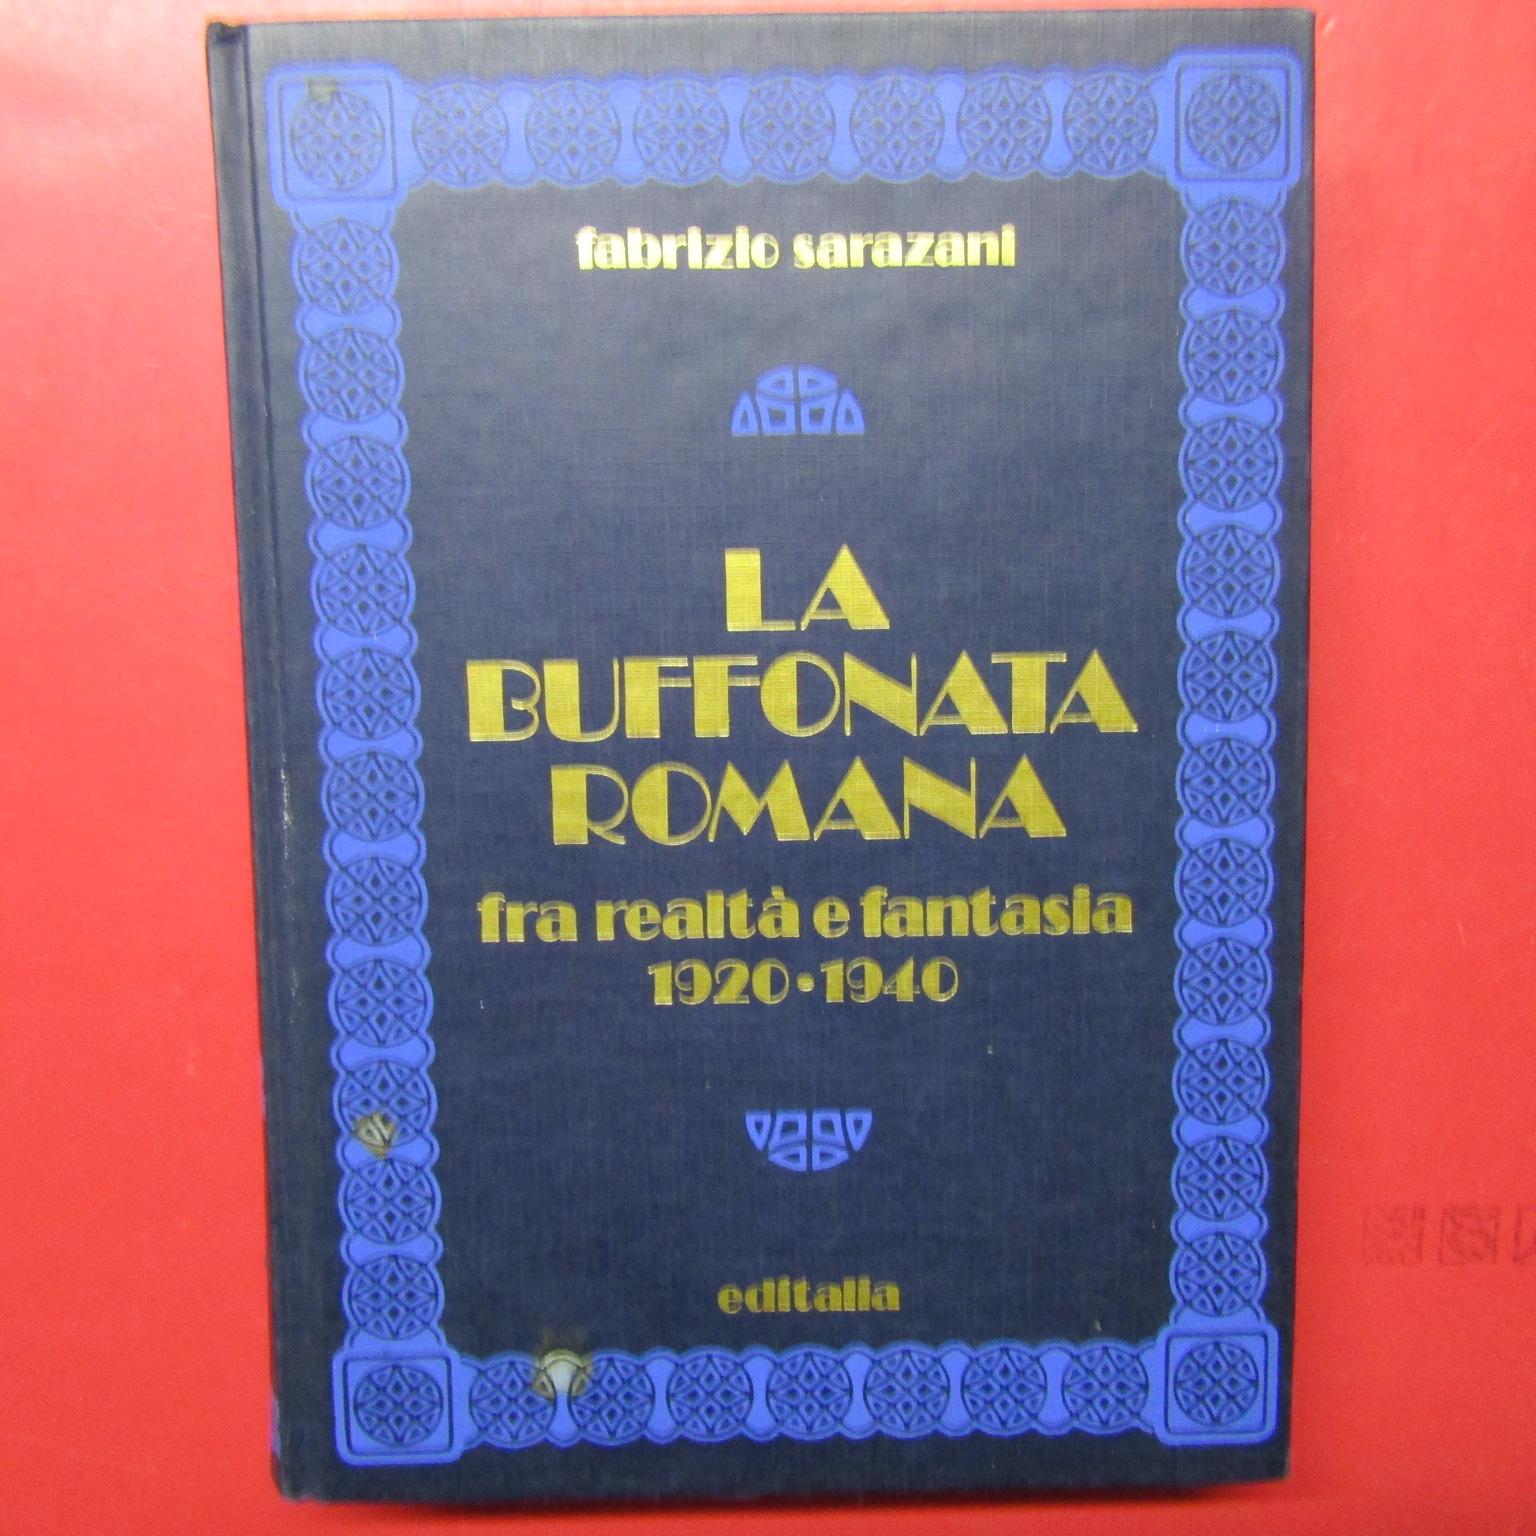 fabrizio sarazani
LA
BUFFONATA
ROMANA
fra realtà e fantasia
1920•1940
editalia